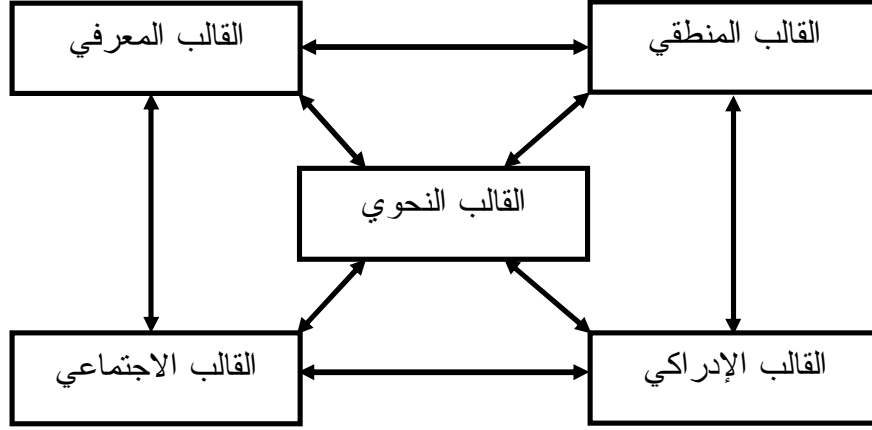 القالب المنطقي
القالب المعرفي
القالب النحوي
القالب الإدراكي
القالب الاجتماعي